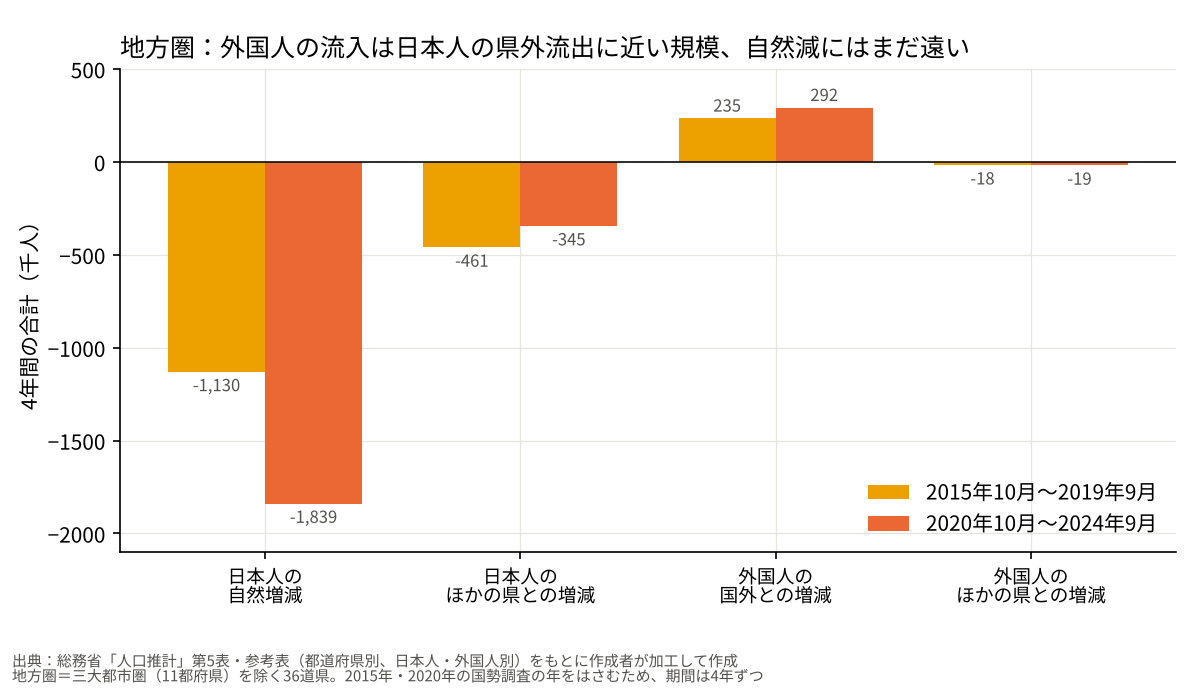 地方圏：外国人の流入は日本人の県外流出に近い規模、自然減にはまだ遠い
4年間の合計（千人）
500
0
−500
−1000
−1500
−2000
-1,130
-1,839
-461
-345
235
292
-18
-19
2015年10月～2019年9月
2020年10月～2024年9月
日本人の
自然増減
日本人の
ほかの県との増減
外国人の
国外との増減
外国人の
ほかの県との増減
出典：総務省「人口推計」第5表・参考表（都道府県別、日本人・外国人別）をもとに作成者が加工して作成
地方圏＝三大都市圏（11都府県）を除く36道県。2015年・2020年の国勢調査の年をはさむため、期間は4年ずつ